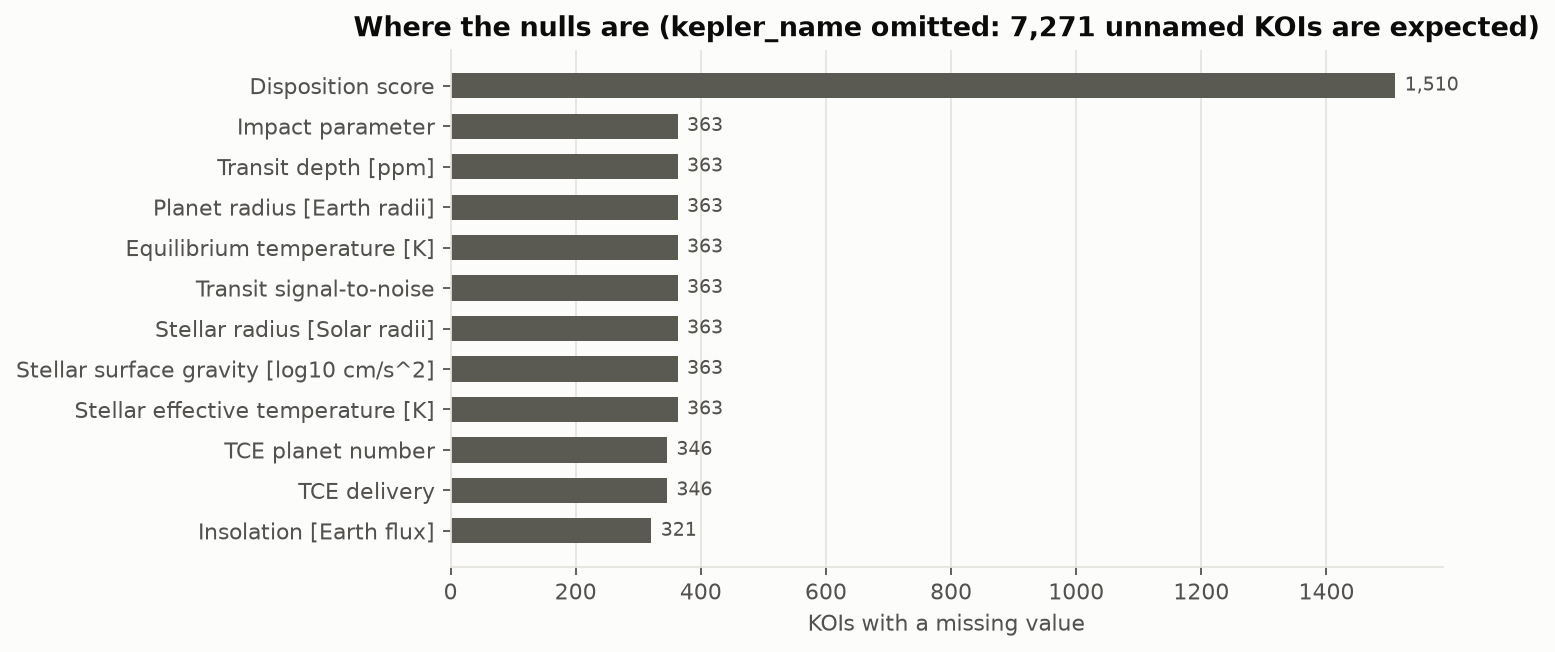 Where the nulls are (kepler_name omitted: 7,271 unnamed KOIs are expected)
Disposition score 1,510
Impact parameter 363
Transit depth [ppm] 363
Planet radius [Earth radii] 363
Equilibrium temperature [K] 363
Transit signal-to-noise 363
Stellar radius [Solar radii] 363
Stellar surface gravity [log10 cm/s^2] 363
Stellar effective temperature [K] 363
TCE planet number 346
TCE delivery 346
Insolation [Earth flux] 321
0 200 400 600 800 1000 1200 1400
KOIs with a missing value